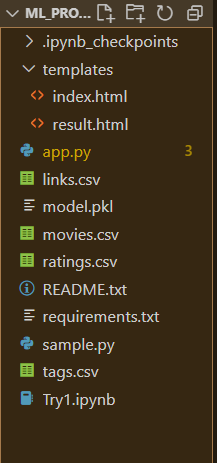 ML_PRO...
.ipynb_checkpoints
templates
index.html
result.html
app.py 3
links.csv
model.pkl
movies.csv
ratings.csv
README.txt
requirements.txt
sample.py
tags.csv
Try1.ipynb